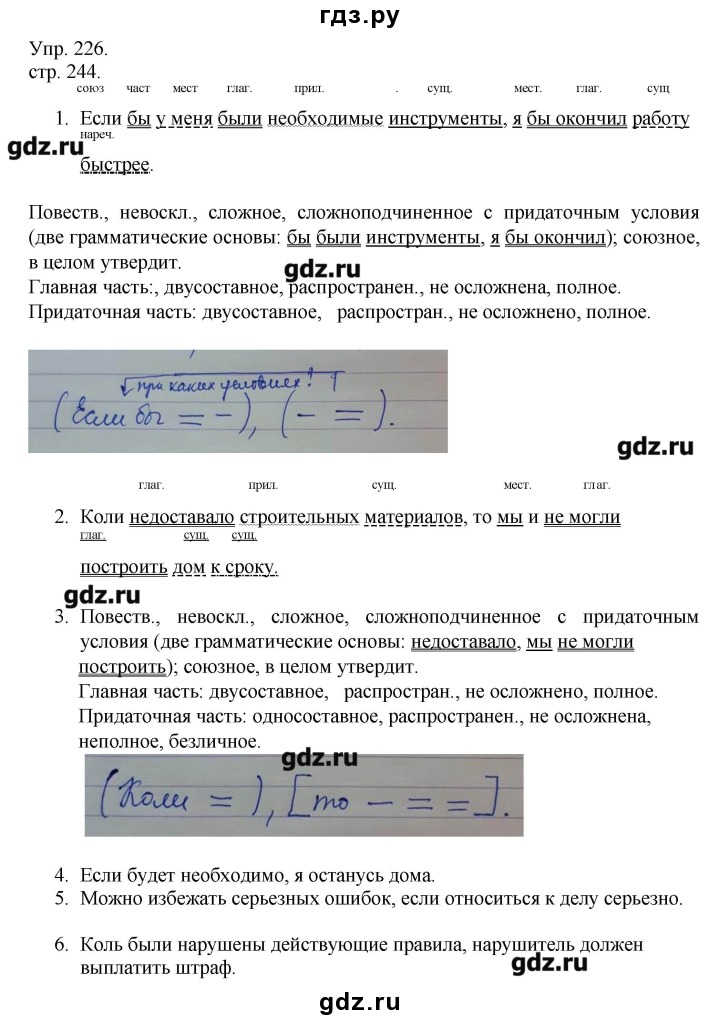 гдз.ру
Упр. 226.
стр. 244.
союз част мест глаг. прил. . сущ. мест. глаг. сущ
1. Если бы у меня были необходимые инструменты, я бы окончил работу
нареч.
gdz.ru
быстрее.
Повеств., невоскл., сложное, сложноподчиненное с придаточным условия
(две грамматические основы: бы были инструменты, я бы окончил); союзное,
в целом утвердит.
gdz.ru
Главная часть:, двусоставное, распространен., не осложнена, полное.
Придаточная часть: двусоставное, распростран., не осложнено, полное.
при каких условиях?
(Если бы = –), (– =).
gdz.ru
глаг. прил. сущ. мест. глаг.
2. Коли недоставало строительных материалов, то мы и не могли
глаг. сущ. сущ.
построить дом к сроку.
gdz.ru
3. Повеств., невоскл., сложное, сложноподчиненное с придаточным
условия (две грамматические основы: недоставало, мы не могли
построить); союзное, в целом утвердит.
Главная часть: двусоставное, распростран., не осложнено, полное.
Придаточная часть: односоставное, распространен., не осложнена,
неполное, безличное.
gdz.ru
(Коли = ), [то – = =].
4. Если будет необходимо, я останусь дома.
5. Можно избежать серьезных ошибок, если относиться к делу серьезно.
6. Коль были нарушены действующие правила, нарушитель должен
выплатить штраф.
gdz.ru
gdz.ru